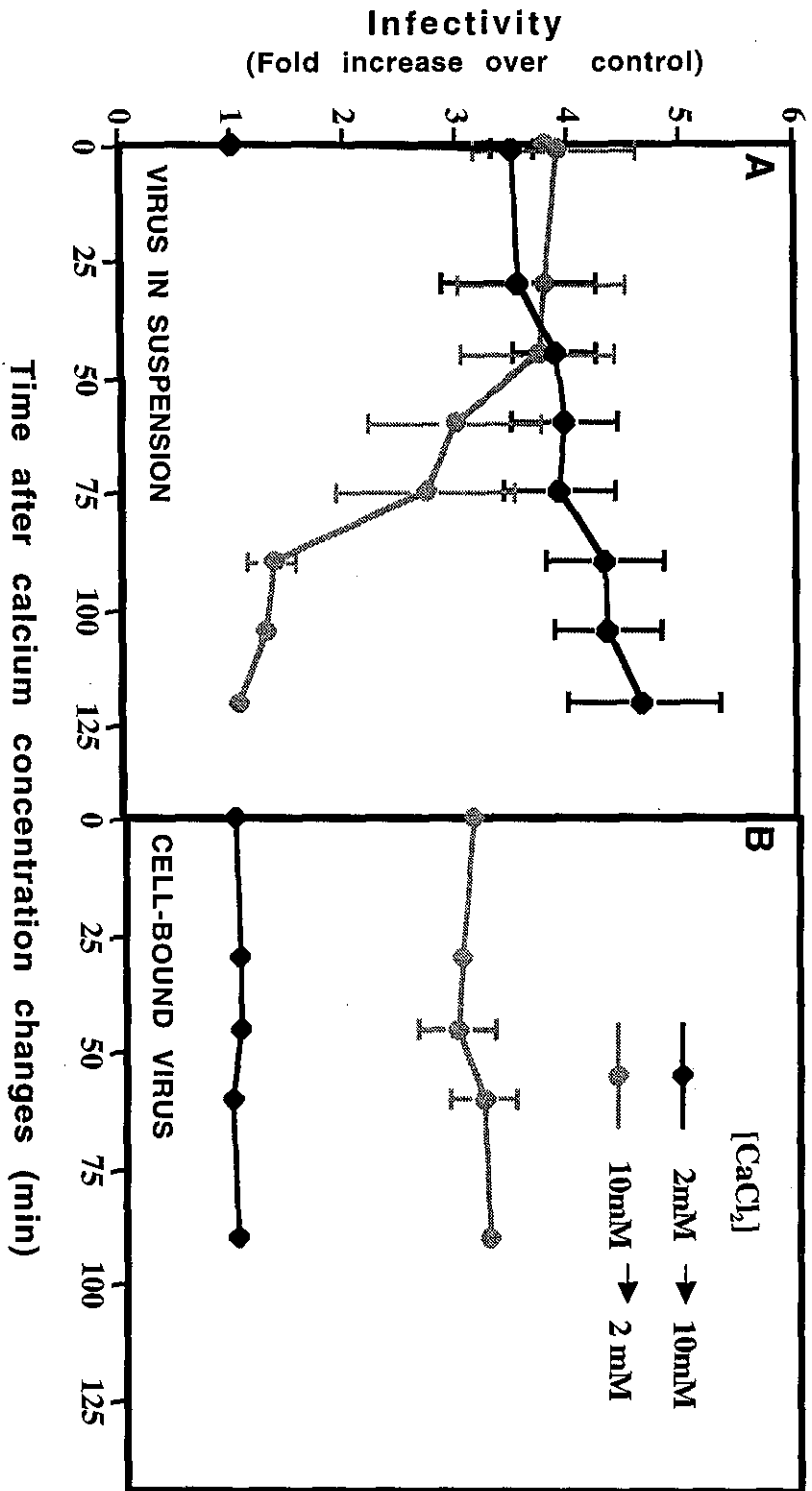 Infectivity
(Fold increase over control)
6
5
4
3
2
1
0
A
VIRUS IN SUSPENSION
0
25
50
75
100
125
B
CELL-BOUND VIRUS
0
25
50
75
100
125
[CaCl₂]
2mM → 10mM
10mM → 2 mM
Time after calcium concentration changes (min)